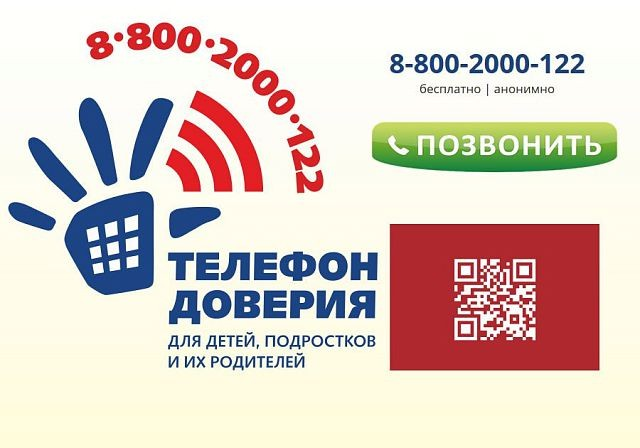 8·800·2000·122
ТЕЛЕФОН
ДОВЕРИЯ
ДЛЯ ДЕТЕЙ, ПОДРОСТКОВ
И ИХ РОДИТЕЛЕЙ
8-800-2000-122
бесплатно | анонимно
ПОЗВОНИТЬ